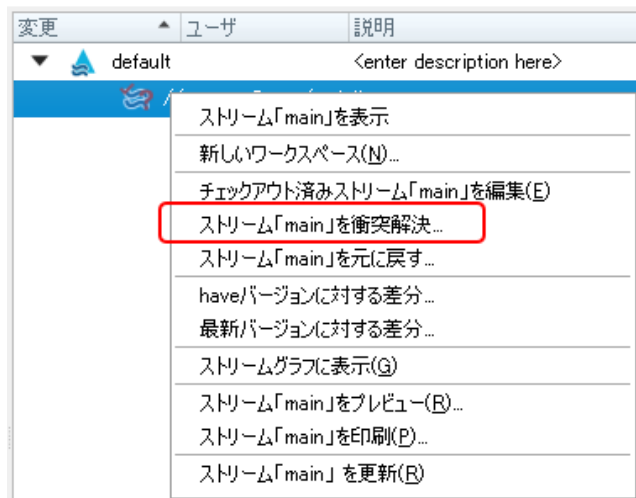 変更 ユーザ 説明
default <enter description here>
ストリーム「main」を表示
新しいワークスペース(N)...
チェックアウト済みストリーム「main」を編集(E)
ストリーム「main」を衝突解決...
ストリーム「main」を元に戻す...
haveバージョンに対する差分...
最新バージョンに対する差分...
ストリームグラフに表示(G)
ストリーム「main」をプレビュー(R)...
ストリーム「main」を印刷(P)...
ストリーム「main」 を更新(R)